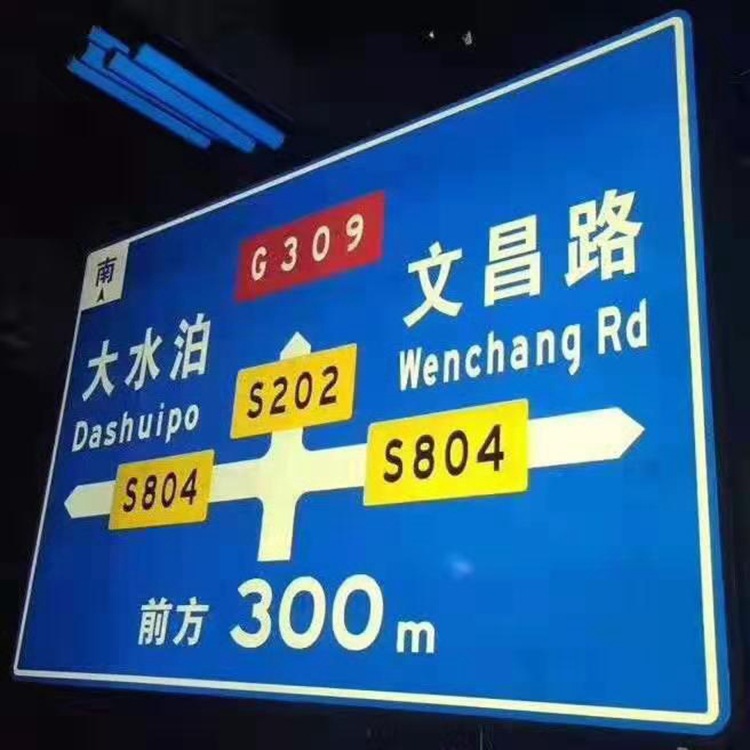 南
G309
大水泊
Dashuipo
文昌路
Wenchang Rd
S202
S804
S804
前方 300m